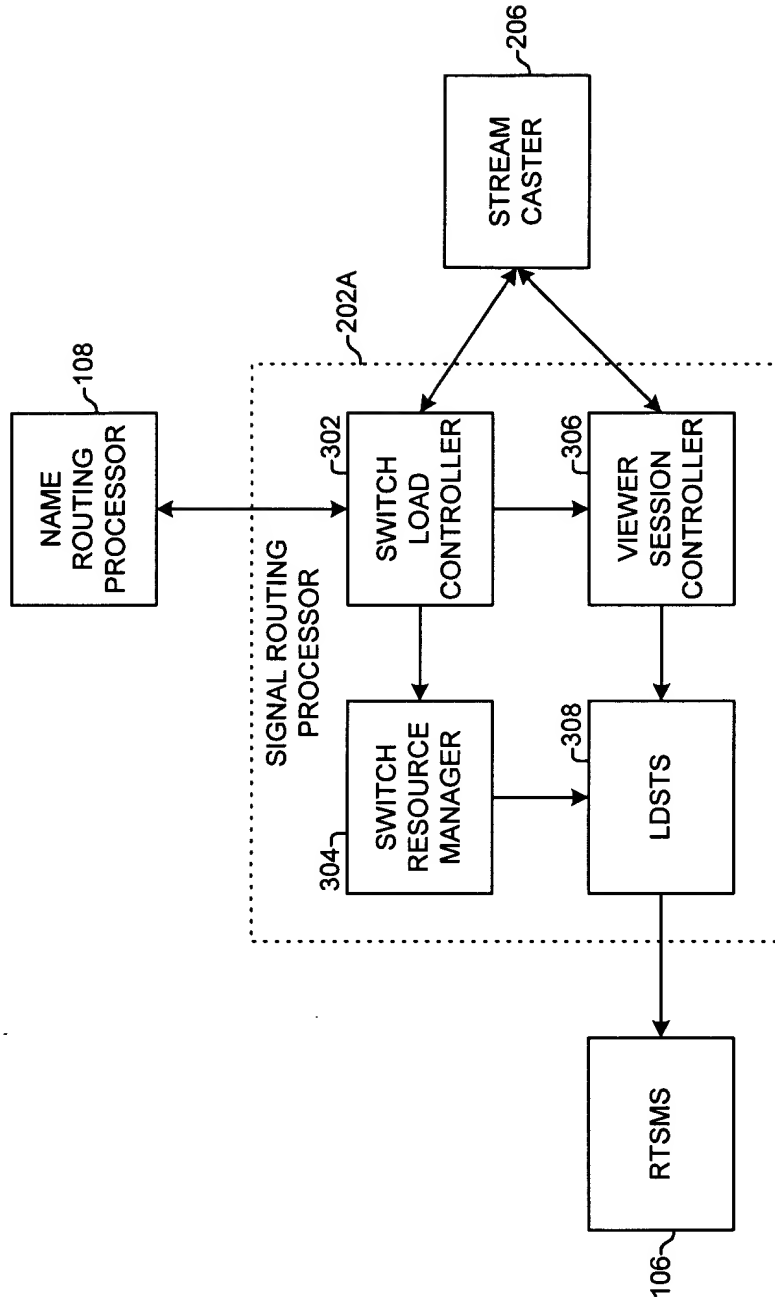 NAME
ROUTING
PROCESSOR
108
SIGNAL ROUTING
PROCESSOR
202A
SWITCH
LOAD
CONTROLLER
302
STREAM
CASTER
206
SWITCH
RESOURCE
MANAGER
304
VIEWER
SESSION
CONTROLLER
306
LDSTS
308
RTSMS
106